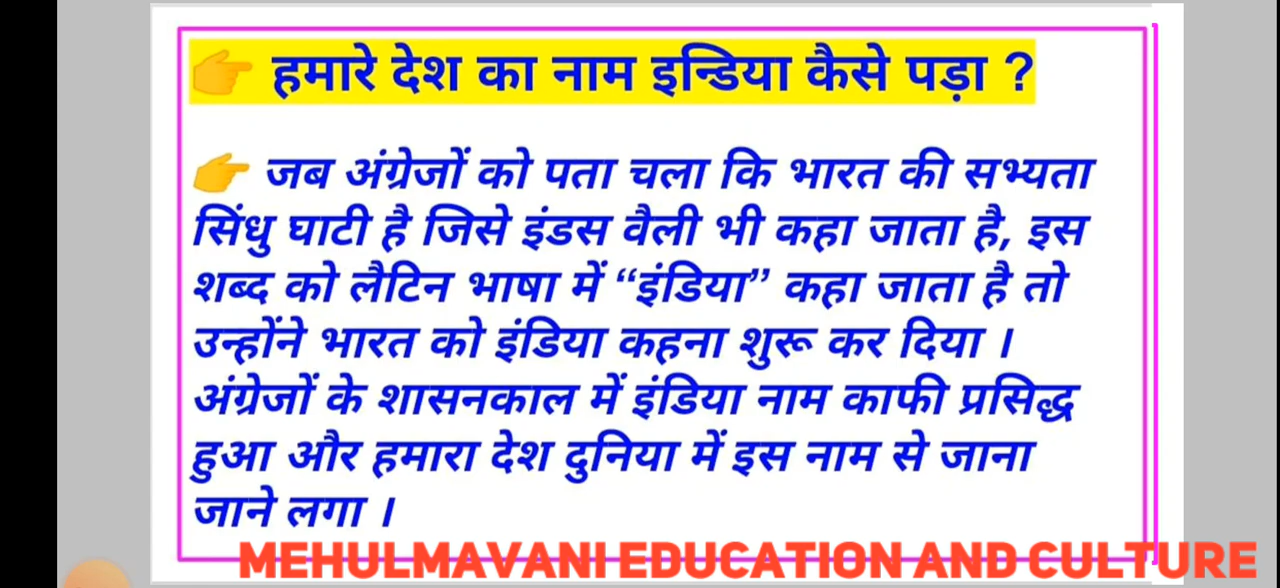 👉 हमारे देश का नाम इन्डिया कैसे पड़ा ?
👉 जब अंग्रेजों को पता चला कि भारत की सभ्यता
सिंधु घाटी है जिसे इंडस वैली भी कहा जाता है, इस
शब्द को लैटिन भाषा में “इंडिया” कहा जाता है तो
उन्होंने भारत को इंडिया कहना शुरू कर दिया ।
अंग्रेजों के शासनकाल में इंडिया नाम काफी प्रसिद्ध
हुआ और हमारा देश दुनिया में इस नाम से जाना
जाने लगा ।
MEHULMAVANI EDUCATION AND CULTURE